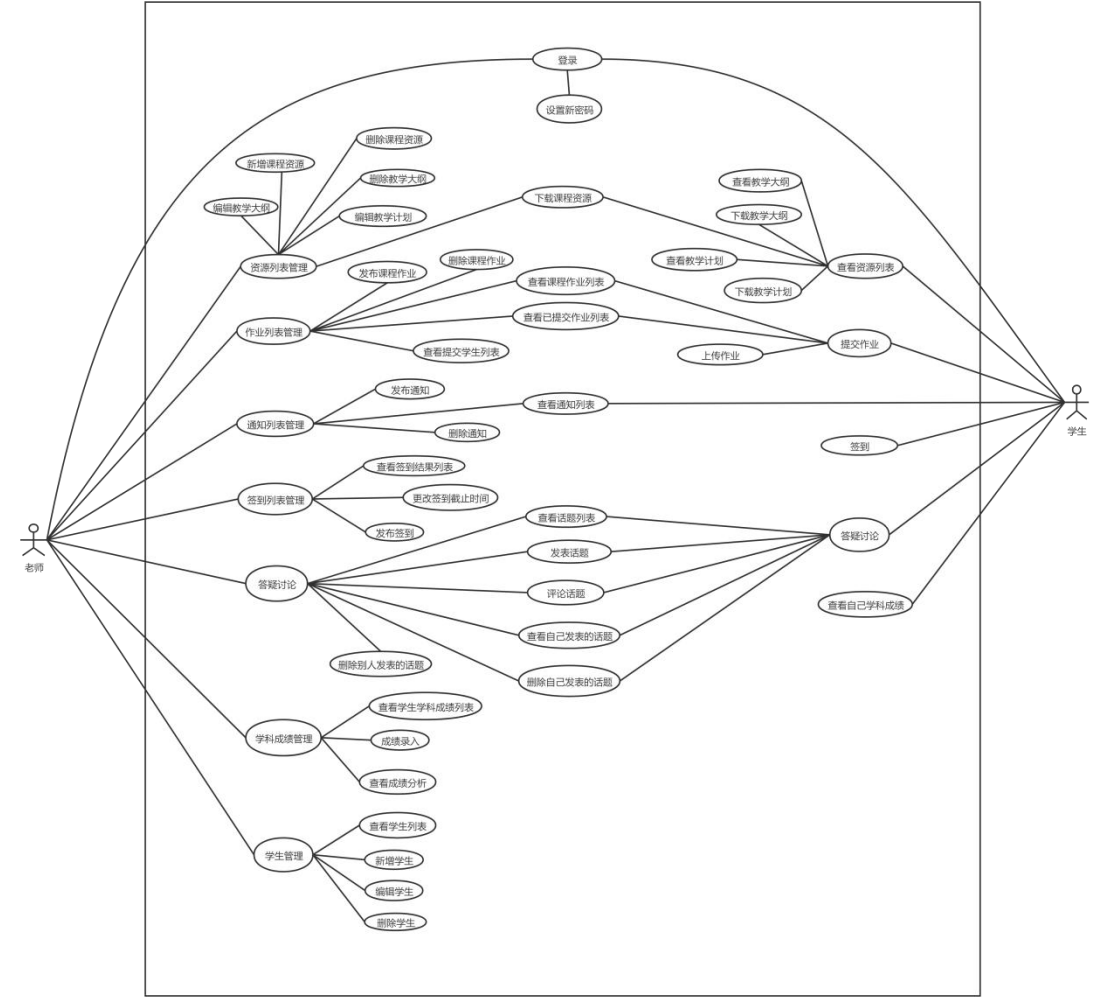 登录
设置新密码
删除课程资源
新增课程资源
删除教学大纲
编辑教学大纲
编辑教学计划
下载课程资源
查看教学大纲
下载教学大纲
查看教学计划
下载教学计划
资源列表管理
查看资源列表
删除课程作业
发布课程作业
查看课程作业列表
查看已提交作业列表
作业列表管理
查看提交学生列表
上传作业
提交作业
发布通知
通知列表管理
查看通知列表
删除通知
学生
签到
查看签到结果列表
签到列表管理
更改签到截止时间
发布签到
查看话题列表
答疑讨论
发表话题
老师
答疑讨论
评论话题
查看自己学科成绩
查看自己发表的话题
删除别人发表的话题
删除自己发表的话题
查看学生学科成绩列表
学科成绩管理
成绩录入
查看成绩分析
查看学生列表
学生管理
新增学生
编辑学生
删除学生